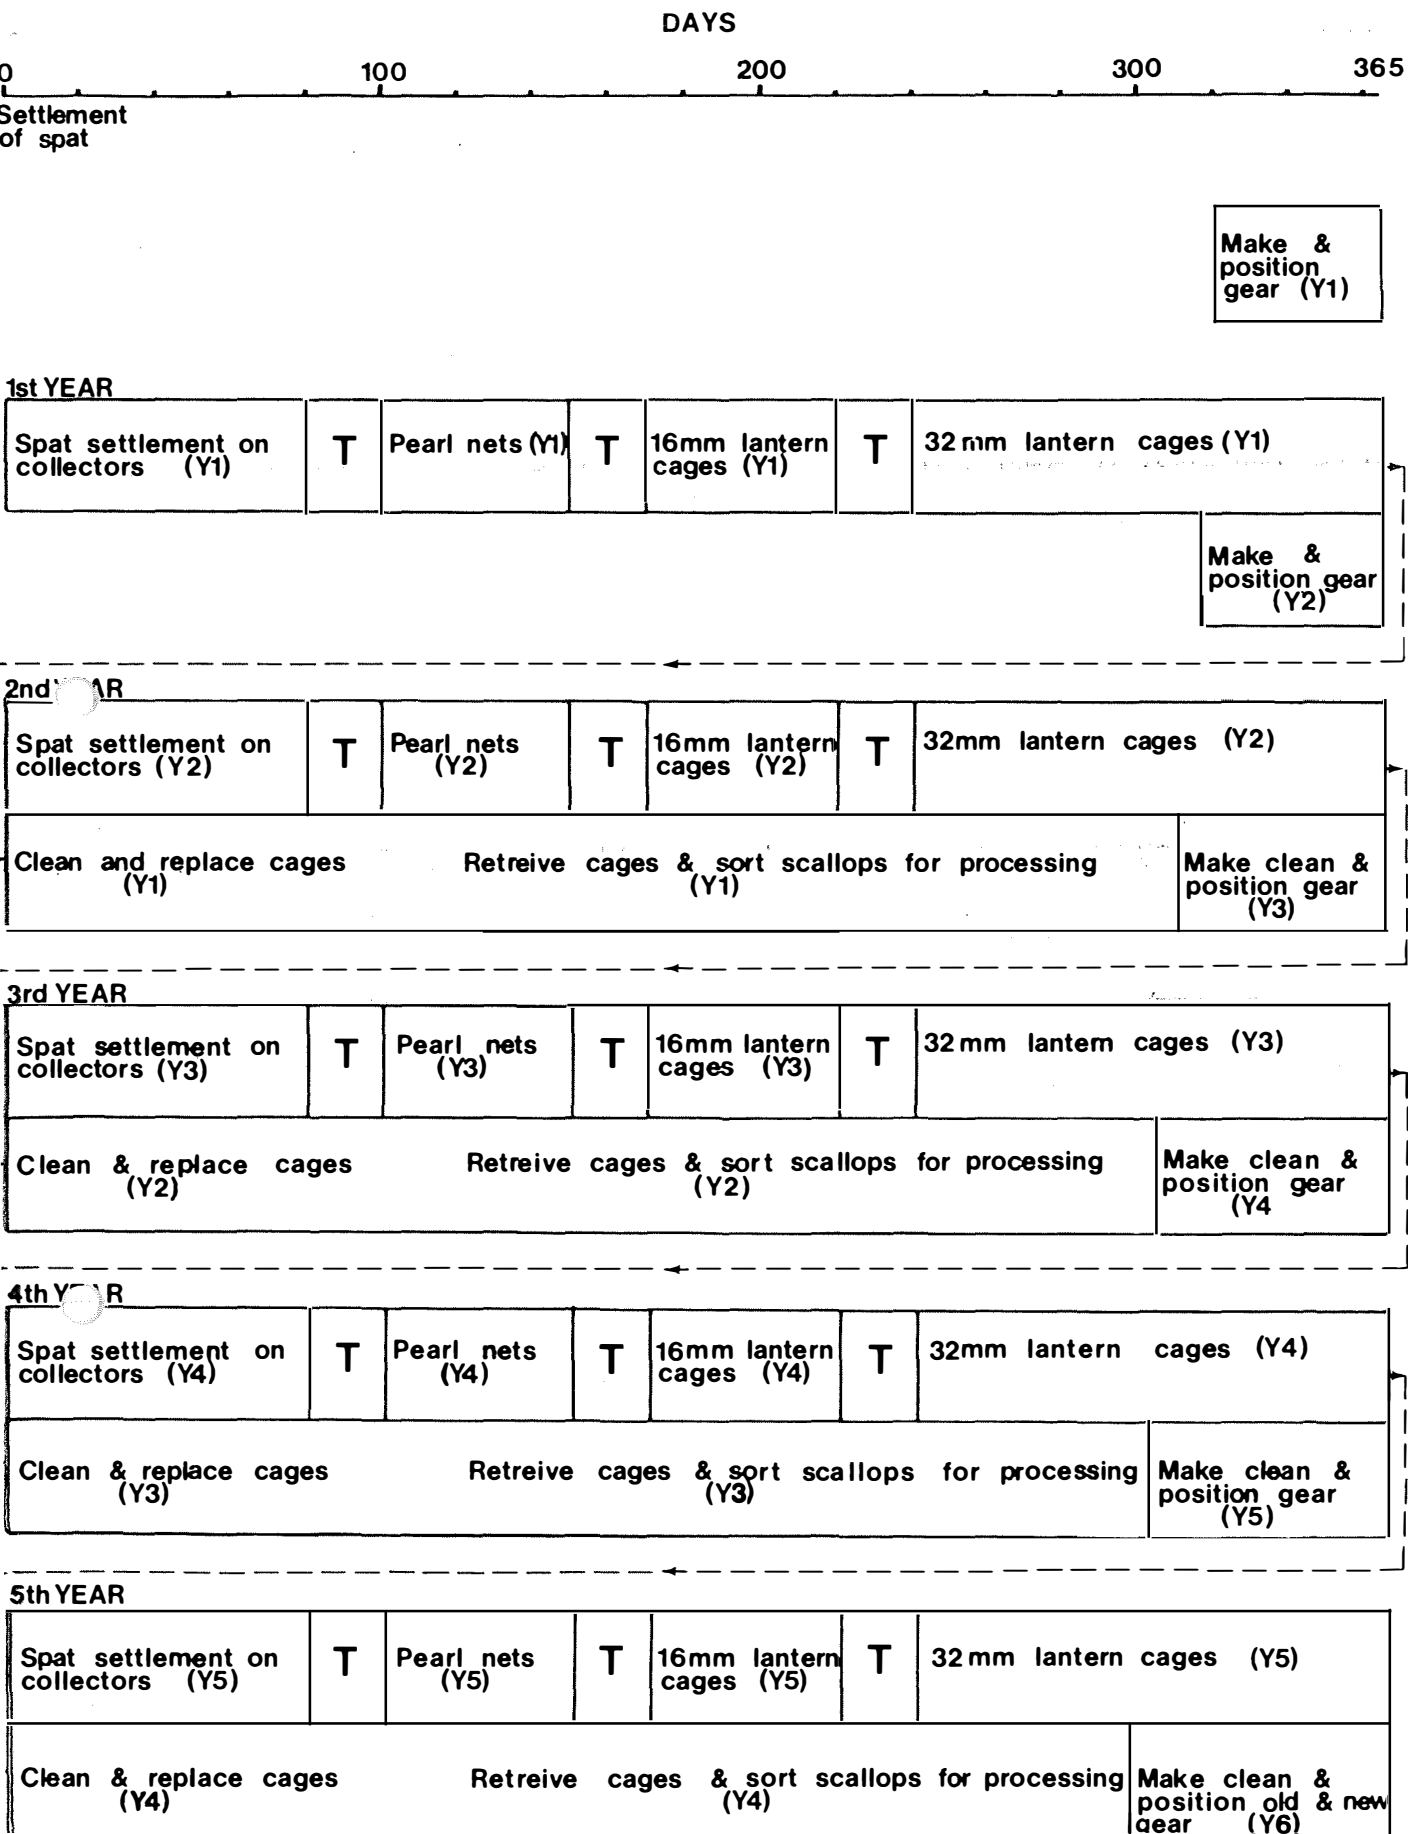 DAYS
0 100 200 300 365
Settlement
of spat
Make &
position
gear (Y1)
1st YEAR
Spat settlement on
collectors (Y1)
T
Pearl nets (Y1)
T
16mm lantern
cages (Y1)
T
32mm lantern cages (Y1)
Make &
position gear
(Y2)
2nd
Spat settlement on
collectors (Y2)
T
Pearl nets
(Y2)
T
16mm lantern
cages (Y2)
T
32mm lantern cages (Y2)
Clean and replace cages
(Y1)
Retreive cages & sort scallops for processing
(Y1)
Make clean &
position gear
(Y3)
3rd YEAR
Spat settlement on
collectors (Y3)
T
Pearl nets
(Y3)
T
16mm lantern
cages (Y3)
T
32mm lantern cages (Y3)
Clean & replace cages
(Y2)
Retreive cages & sort scallops for processing
(Y2)
Make clean &
position gear
(Y4
4th
Spat settlement on
collectors (Y4)
T
Pearl nets
(Y4)
T
16mm lantern
cages (Y4)
T
32mm lantern cages (Y4)
Clean & replace cages
(Y3)
Retreive cages & sort scallops for processing
(Y3)
Make clean &
position gear
(Y5)
5th YEAR
Spat settlement on
collectors (Y5)
T
Pearl nets
(Y5)
T
16mm lantern
cages (Y5)
T
32mm lantern cages (Y5)
Clean & replace cages
(Y4)
Retreive cages & sort scallops for processing
(Y4)
Make clean &
position old & new
gear (Y6)